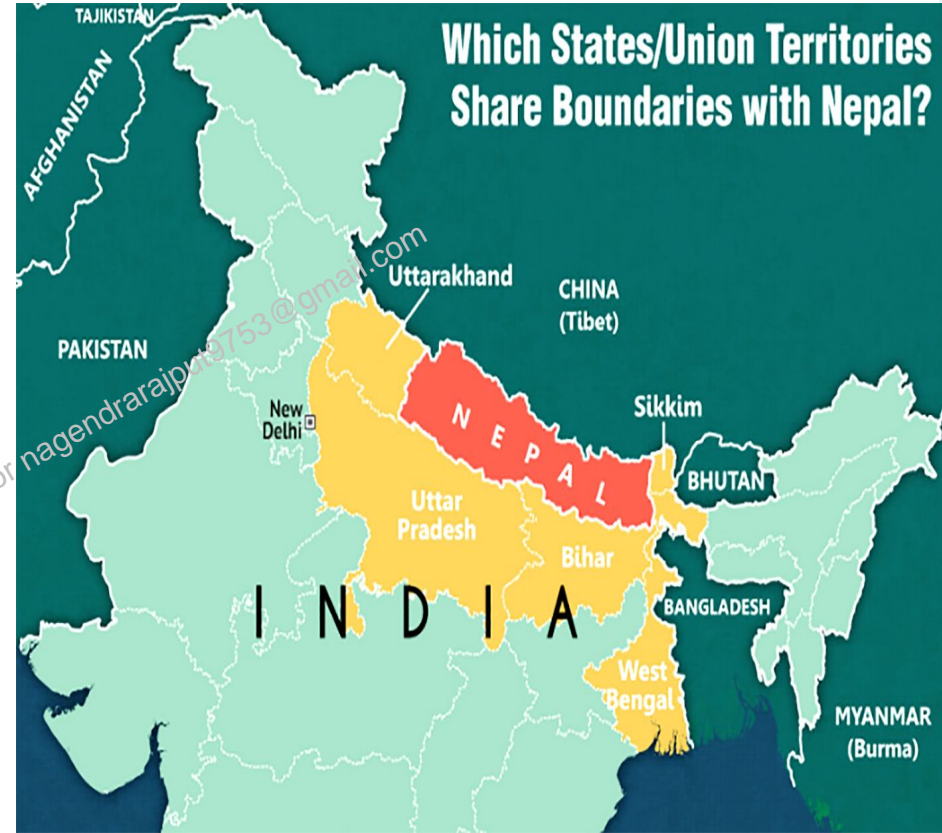 Which States/Union Territories
Share Boundaries with Nepal?
TAJIKISTAN
AFGHANISTAN
PAKISTAN
Uttarakhand
CHINA
(Tibet)
New
Delhi
NEPAL
Sikkim
BHUTAN
Uttar
Pradesh
Bihar
INDIA
BANGLADESH
West
Bengal
MYANMAR
(Burma)
nagendrarajput9753@gmail.com